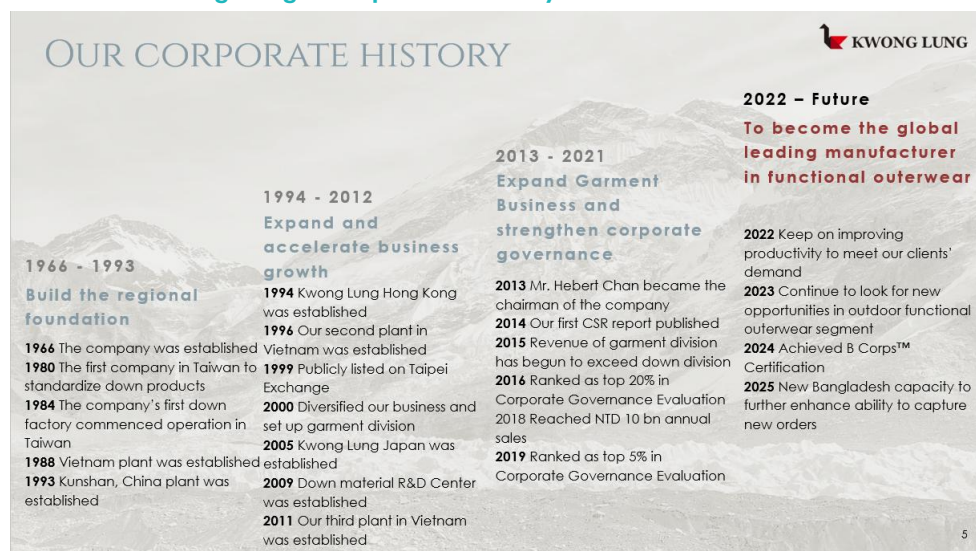 OUR CORPORATE HISTORY
KWONG LUNG
1966 - 1993
Build the regional
foundation
1966 The company was established
1980 The first company in Taiwan to
standardize down products
1984 The company's first down
factory commenced operation in
Taiwan
1988 Vietnam plant was established
1993 Kunshan, China plant was
established
1994 - 2012
Expand and
accelerate business
growth
1994 Kwong Lung Hong Kong
was established
1996 Our second plant in
Vietnam was established
1999 Publicly listed on Taipei
Exchange
2000 Diversified our business and
set up garment division
2005 Kwong Lung Japan was
established
2009 Down material R&D Center
was established
2011 Our third plant in Vietnam
was established
2013 - 2021
Expand Garment
Business and
strengthen corporate
governance
2013 Mr. Hebert Chan became the
chairman of the company
2014 Our first CSR report published
2015 Revenue of garment division
has begun to exceed down division
2016 Ranked as top 20% in
Corporate Governance Evaluation
2018 Reached NTD 10 bn annual
sales
2019 Ranked as top 5% in
Corporate Governance Evaluation
2022 – Future
To become the global
leading manufacturer
in functional outerwear
2022 Keep on improving
productivity to meet our clients'
demand
2023 Continue to look for new
opportunities in outdoor functional
outerwear segment
2024 Achieved B Corps™
Certification
2025 New Bangladesh capacity to
further enhance ability to capture
new orders
5